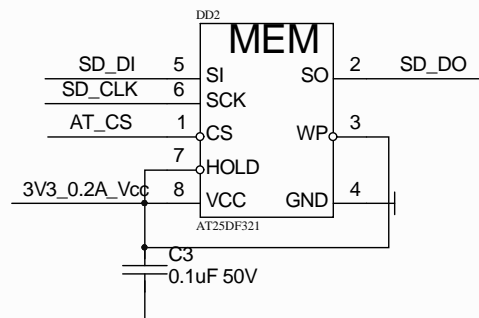 DD2
MEM
SD_DI 5 SI SO 2 SD_DO
SD_CLK 6 SCK
AT_CS 1 CS WP 3
7 HOLD
3V3_0.2A_Vcc 8 VCC GND 4
AT25DF321
C3
0.1uF 50V